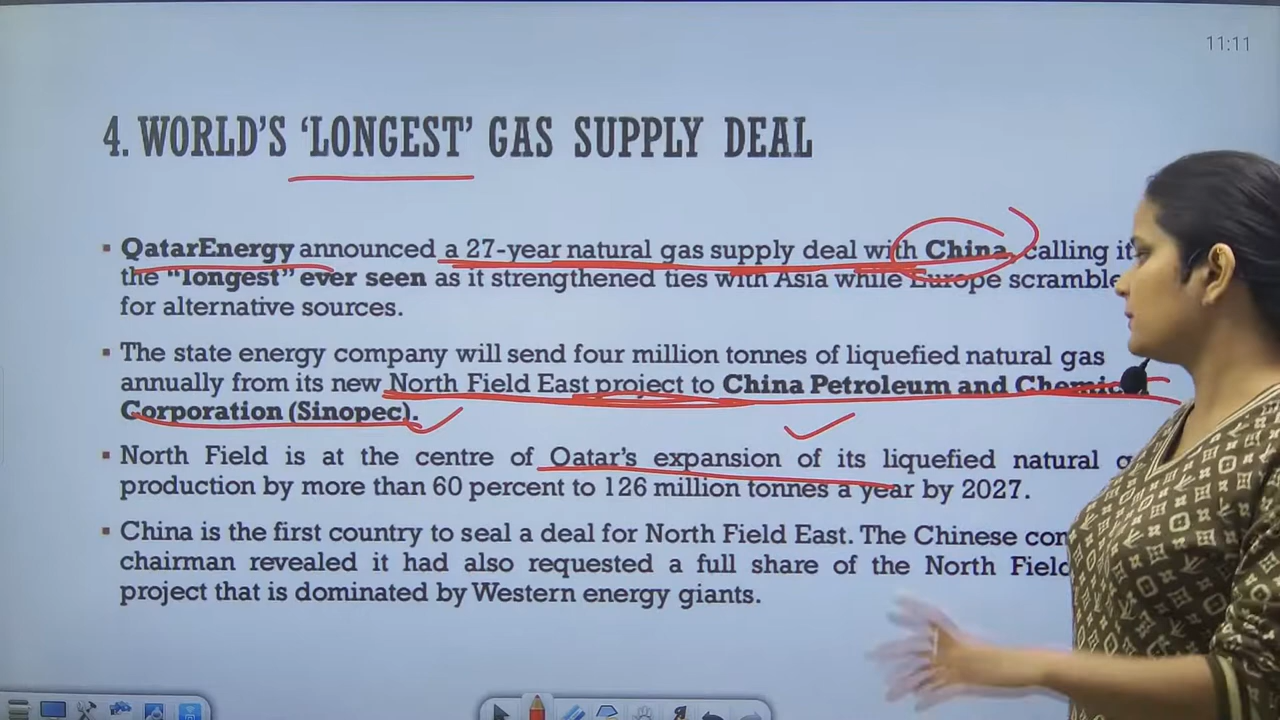 11:11
4. WORLD'S ‘LONGEST’ GAS SUPPLY DEAL
▪ QatarEnergy announced a 27-year natural gas supply deal with China, calling it
the “longest” ever seen as it strengthened ties with Asia while Europe scramble
for alternative sources.
▪ The state energy company will send four million tonnes of liquefied natural gas
annually from its new North Field East project to China Petroleum and Chemic
Corporation (Sinopec).
▪ North Field is at the centre of Qatar's expansion of its liquefied natural
production by more than 60 percent to 126 million tonnes a year by 2027.
▪ China is the first country to seal a deal for North Field East. The Chinese
chairman revealed it had also requested a full share of the North Field
project that is dominated by Western energy giants.